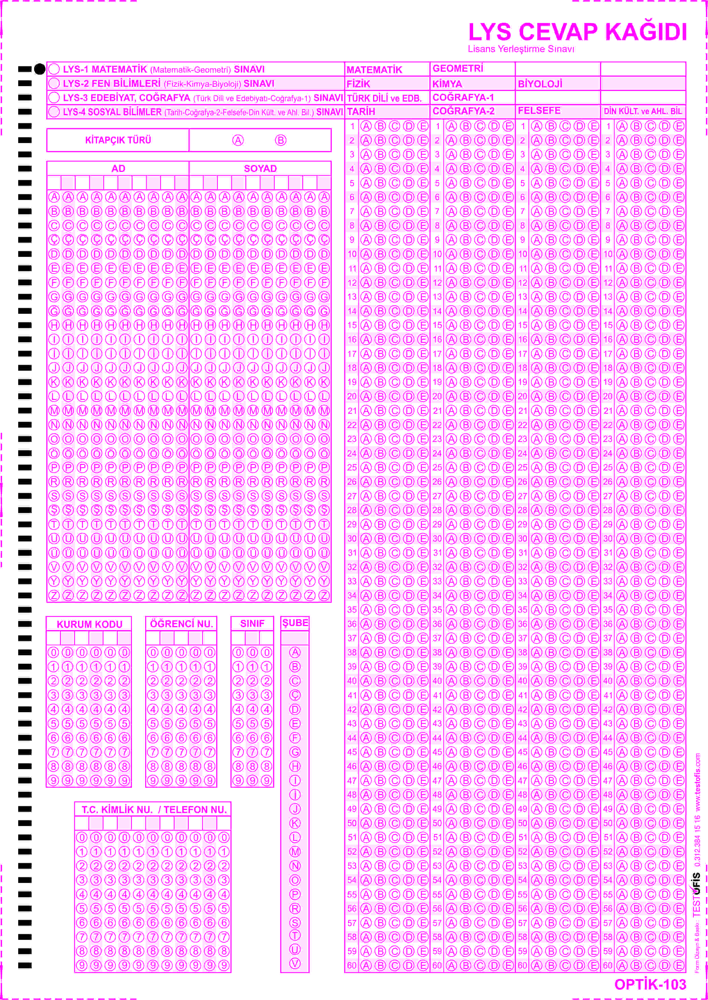 LYS CEVAP KAĞIDI
Lisans Yerleştirme Sınavı
LYS-1 MATEMATİK (Matematik-Geometri) SINAVI MATEMATİK GEOMETRİ
LYS-2 FEN BİLİMLERİ (Fizik-Kimya-Biyoloji) SINAVI FİZİK KİMYA BİYOLOJİ
LYS-3 EDEBİYAT, COĞRAFYA (Türk Dill ve Edebiyatı-Coğrafya-1) SINAVI TÜRK DİLİ ve EDB. COĞRAFYA-1
LYS-4 SOSYAL BİLİMLER (Tarih-Coğrafya-2-Felsefe-Din Kült. ve Ahl. Bil.) SINAVI TARİH COĞRAFYA-2 FELSEFE DİN KÜLT. ve AHL. BİL
KİTAPÇIK TÜRÜ A B
AD SOYAD
A A A A A A A A A A A A A A A A A A A A
B B B B B B B B B B B B B B B B B B B B
C C C C C C C C C C C C C C C C C C C C
Ç Ç Ç Ç Ç Ç Ç Ç Ç Ç Ç Ç Ç Ç Ç Ç Ç Ç Ç Ç
D D D D D D D D D D D D D D D D D D D D
E E E E E E E E E E E E E E E E E E E E
F F F F F F F F F F F F F F F F F F F F
G G G G G G G G G G G G G G G G G G G G
Ğ Ğ Ğ Ğ Ğ Ğ Ğ Ğ Ğ Ğ Ğ Ğ Ğ Ğ Ğ Ğ Ğ Ğ Ğ Ğ
H H H H H H H H H H H H H H H H H H H H
I I I I I I I I I I I I I I I I I I I I
İ İ İ İ İ İ İ İ İ İ İ İ İ İ İ İ İ İ İ İ
J J J J J J J J J J J J J J J J J J J J
K K K K K K K K K K K K K K K K K K K K
L L L L L L L L L L L L L L L L L L L L
M M M M M M M M M M M M M M M M M M M M
N N N N N N N N N N N N N N N N N N N N
O O O O O O O O O O O O O O O O O O O O
Ö Ö Ö Ö Ö Ö Ö Ö Ö Ö Ö Ö Ö Ö Ö Ö Ö Ö Ö Ö
P P P P P P P P P P P P P P P P P P P P
R R R R R R R R R R R R R R R R R R R R
S S S S S S S S S S S S S S S S S S S S
Ş Ş Ş Ş Ş Ş Ş Ş Ş Ş Ş Ş Ş Ş Ş Ş Ş Ş Ş Ş
T T T T T T T T T T T T T T T T T T T T
U U U U U U U U U U U U U U U U U U U U
Ü Ü Ü Ü Ü Ü Ü Ü Ü Ü Ü Ü Ü Ü Ü Ü Ü Ü Ü Ü
V V V V V V V V V V V V V V V V V V V V
Y Y Y Y Y Y Y Y Y Y Y Y Y Y Y Y Y Y Y Y
Z Z Z Z Z Z Z Z Z Z Z Z Z Z Z Z Z Z Z Z
KURUM KODU ÖĞRENCİ NU. SINIF ŞUBE
0 0 0 0 0 0 0 0 0 0 0 0 0 0 A
1 1 1 1 1 1 1 1 1 1 1 1 1 1 B
2 2 2 2 2 2 2 2 2 2 2 2 2 2 C
3 3 3 3 3 3 3 3 3 3 3 3 3 3 Ç
4 4 4 4 4 4 4 4 4 4 4 4 4 4 D
5 5 5 5 5 5 5 5 5 5 5 5 5 5 E
6 6 6 6 6 6 6 6 6 6 6 6 6 6 F
7 7 7 7 7 7 7 7 7 7 7 7 7 7 G
8 8 8 8 8 8 8 8 8 8 8 8 8 8 H
9 9 9 9 9 9 9 9 9 9 9 9 9 9 I
İ
T.C. KİMLİK NU. / TELEFON NU. J
K
0 0 0 0 0 0 0 0 0 0 0 L
1 1 1 1 1 1 1 1 1 1 1 M
2 2 2 2 2 2 2 2 2 2 2 N
3 3 3 3 3 3 3 3 3 3 3 O
4 4 4 4 4 4 4 4 4 4 4 P
5 5 5 5 5 5 5 5 5 5 5 R
6 6 6 6 6 6 6 6 6 6 6 S
7 7 7 7 7 7 7 7 7 7 7 T
8 8 8 8 8 8 8 8 8 8 8 U
9 9 9 9 9 9 9 9 9 9 9 V
1 A B C D E 1 A B C D E 1 A B C D E 1 A B C D E
2 A B C D E 2 A B C D E 2 A B C D E 2 A B C D E
3 A B C D E 3 A B C D E 3 A B C D E 3 A B C D E
4 A B C D E 4 A B C D E 4 A B C D E 4 A B C D E
5 A B C D E 5 A B C D E 5 A B C D E 5 A B C D E
6 A B C D E 6 A B C D E 6 A B C D E 6 A B C D E
7 A B C D E 7 A B C D E 7 A B C D E 7 A B C D E
8 A B C D E 8 A B C D E 8 A B C D E 8 A B C D E
9 A B C D E 9 A B C D E 9 A B C D E 9 A B C D E
10 A B C D E 10 A B C D E 10 A B C D E 10 A B C D E
11 A B C D E 11 A B C D E 11 A B C D E 11 A B C D E
12 A B C D E 12 A B C D E 12 A B C D E 12 A B C D E
13 A B C D E 13 A B C D E 13 A B C D E 13 A B C D E
14 A B C D E 14 A B C D E 14 A B C D E 14 A B C D E
15 A B C D E 15 A B C D E 15 A B C D E 15 A B C D E
16 A B C D E 16 A B C D E 16 A B C D E 16 A B C D E
17 A B C D E 17 A B C D E 17 A B C D E 17 A B C D E
18 A B C D E 18 A B C D E 18 A B C D E 18 A B C D E
19 A B C D E 19 A B C D E 19 A B C D E 19 A B C D E
20 A B C D E 20 A B C D E 20 A B C D E 20 A B C D E
21 A B C D E 21 A B C D E 21 A B C D E 21 A B C D E
22 A B C D E 22 A B C D E 22 A B C D E 22 A B C D E
23 A B C D E 23 A B C D E 23 A B C D E 23 A B C D E
24 A B C D E 24 A B C D E 24 A B C D E 24 A B C D E
25 A B C D E 25 A B C D E 25 A B C D E 25 A B C D E
26 A B C D E 26 A B C D E 26 A B C D E 26 A B C D E
27 A B C D E 27 A B C D E 27 A B C D E 27 A B C D E
28 A B C D E 28 A B C D E 28 A B C D E 28 A B C D E
29 A B C D E 29 A B C D E 29 A B C D E 29 A B C D E
30 A B C D E 30 A B C D E 30 A B C D E 30 A B C D E
31 A B C D E 31 A B C D E 31 A B C D E 31 A B C D E
32 A B C D E 32 A B C D E 32 A B C D E 32 A B C D E
33 A B C D E 33 A B C D E 33 A B C D E 33 A B C D E
34 A B C D E 34 A B C D E 34 A B C D E 34 A B C D E
35 A B C D E 35 A B C D E 35 A B C D E 35 A B C D E
36 A B C D E 36 A B C D E 36 A B C D E 36 A B C D E
37 A B C D E 37 A B C D E 37 A B C D E 37 A B C D E
38 A B C D E 38 A B C D E 38 A B C D E 38 A B C D E
39 A B C D E 39 A B C D E 39 A B C D E 39 A B C D E
40 A B C D E 40 A B C D E 40 A B C D E 40 A B C D E
41 A B C D E 41 A B C D E 41 A B C D E 41 A B C D E
42 A B C D E 42 A B C D E 42 A B C D E 42 A B C D E
43 A B C D E 43 A B C D E 43 A B C D E 43 A B C D E
44 A B C D E 44 A B C D E 44 A B C D E 44 A B C D E
45 A B C D E 45 A B C D E 45 A B C D E 45 A B C D E
46 A B C D E 46 A B C D E 46 A B C D E 46 A B C D E
47 A B C D E 47 A B C D E 47 A B C D E 47 A B C D E
48 A B C D E 48 A B C D E 48 A B C D E 48 A B C D E
49 A B C D E 49 A B C D E 49 A B C D E 49 A B C D E
50 A B C D E 50 A B C D E 50 A B C D E 50 A B C D E
51 A B C D E 51 A B C D E 51 A B C D E 51 A B C D E
52 A B C D E 52 A B C D E 52 A B C D E 52 A B C D E
53 A B C D E 53 A B C D E 53 A B C D E 53 A B C D E
54 A B C D E 54 A B C D E 54 A B C D E 54 A B C D E
55 A B C D E 55 A B C D E 55 A B C D E 55 A B C D E
56 A B C D E 56 A B C D E 56 A B C D E 56 A B C D E
57 A B C D E 57 A B C D E 57 A B C D E 57 A B C D E
58 A B C D E 58 A B C D E 58 A B C D E 58 A B C D E
59 A B C D E 59 A B C D E 59 A B C D E 59 A B C D E
60 A B C D E 60 A B C D E 60 A B C D E 60 A B C D E
Form Dizayn & Baskı : TESTOFİS 0.312.384 15 16 www.testofis.com
OPTİK-103